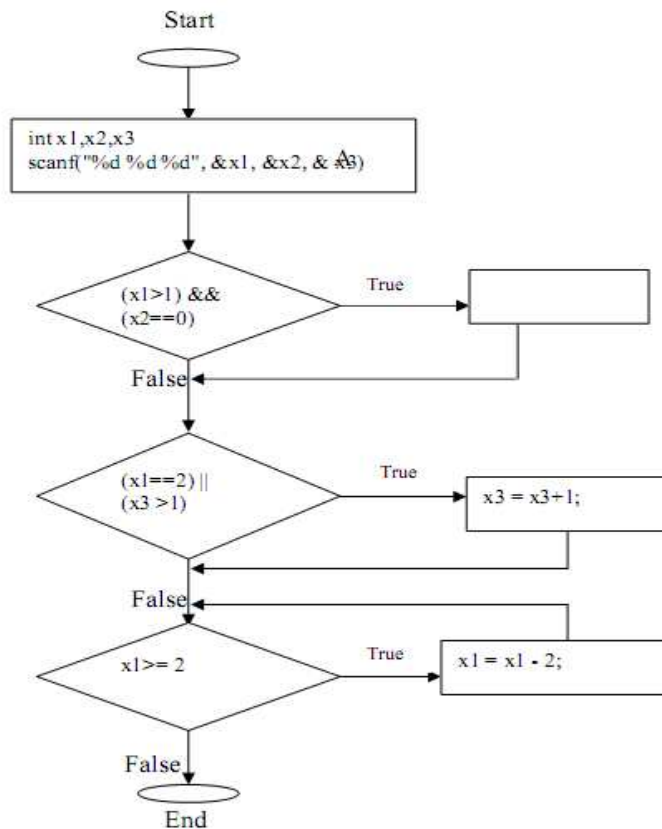 Start
int x1,x2,x3
scanf("%d %d %d", &x1, &x2, & x3)
(x1>1) &&
(x2==0)
True
False
(x1==2) ||
(x3 >1)
True
x3 = x3+1;
False
x1>= 2
True
x1 = x1 - 2;
False
End